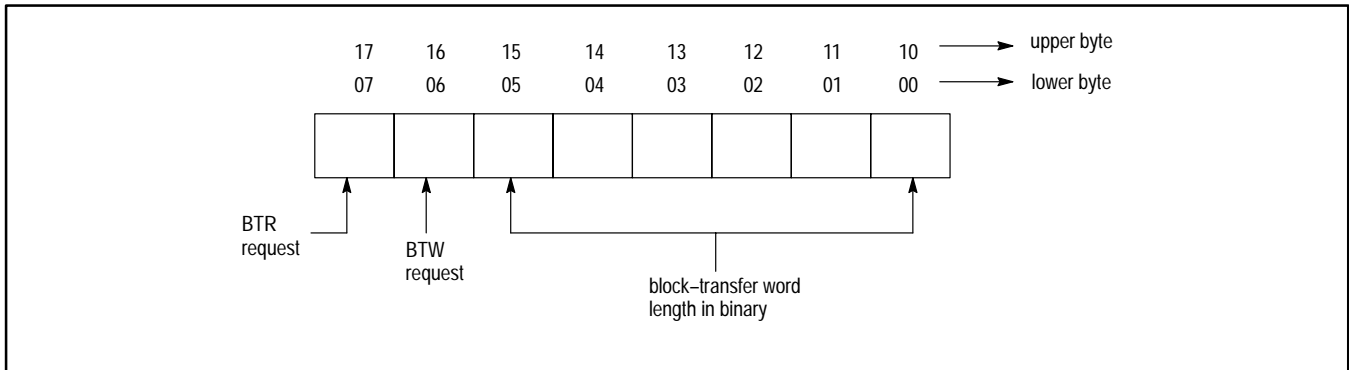 17 16 15 14 13 12 11 10 upper byte
07 06 05 04 03 02 01 00 lower byte
BTR
request
BTW
request
block–transfer word
length in binary